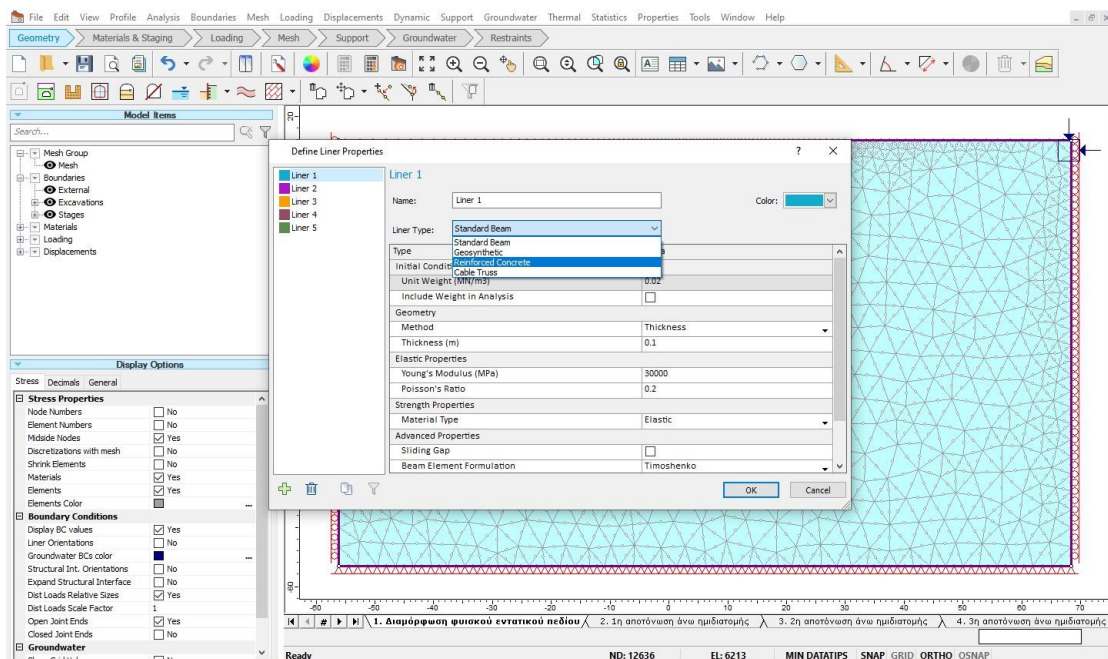 File Edit View Profile Analysis Boundaries Mesh Loading Displacements Dynamic Support Groundwater Thermal Statistics Properties Tools Window Help
Geometry Materials & Staging Loading Mesh Support Groundwater Restraints
Model Items
Search...
Mesh Group
Mesh
Boundaries
External
Excavations
Stages
Materials
Loading
Displacements
Display Options
Stress Decimals General
Stress Properties
Node Numbers No
Element Numbers No
Midside Nodes Yes
Discretizations with mesh No
Shrink Elements No
Materials Yes
Elements Yes
Elements Color ...
Boundary Conditions
Display BC values Yes
Liner Orientations No
Groundwater BCs color ...
Structural Int. Orientations No
Expand Structural Interface No
Dist Loads Relative Sizes Yes
Dist Loads Scale Factor 1
Open Joint Ends Yes
Closed Joint Ends No
Groundwater
Define Liner Properties ? X
Liner 1
Liner 2
Liner 3
Liner 4
Liner 5
Liner 1
Name: Liner 1 Color:
Liner Type: Standard Beam
Standard Beam
Geosynthetic
Reinforced Concrete
Cable Truss
Type
Initial Condit
Unit Weight (MN/m3) 0.02
Include Weight in Analysis
Geometry
Method Thickness
Thickness (m) 0.1
Elastic Properties
Young's Modulus (MPa) 30000
Poisson's Ratio 0.2
Strength Properties
Material Type Elastic
Advanced Properties
Sliding Gap
Beam Element Formulation Timoshenko
OK Cancel
20
-60 -50 -40 -30 -20 -10 0 10 20 30 40 50 60 70
# 1. Διαμόρφωση φυσικού εντατικού πεδίου 2. 1η αποτόνωση άνω ημιδιατομής 3. 2η αποτόνωση άνω ημιδιατομής 4. 3η αποτόνωση άνω ημιδιατομής
Ready ND: 12636 EL: 6213 MIN DATATIPS SNAP GRID ORTHO OSNAP